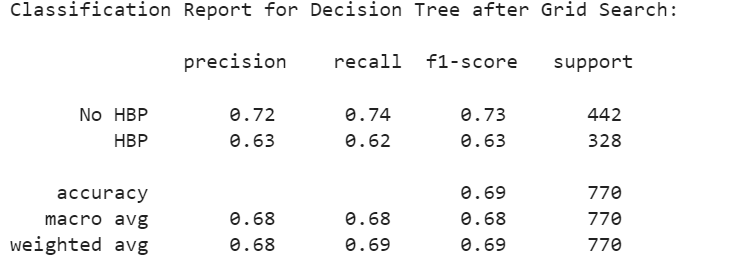 Classification Report for Decision Tree after Grid Search:
precision recall f1-score support
No HBP 0.72 0.74 0.73 442
HBP 0.63 0.62 0.63 328
accuracy 0.69 770
macro avg 0.68 0.68 0.68 770
weighted avg 0.68 0.69 0.69 770